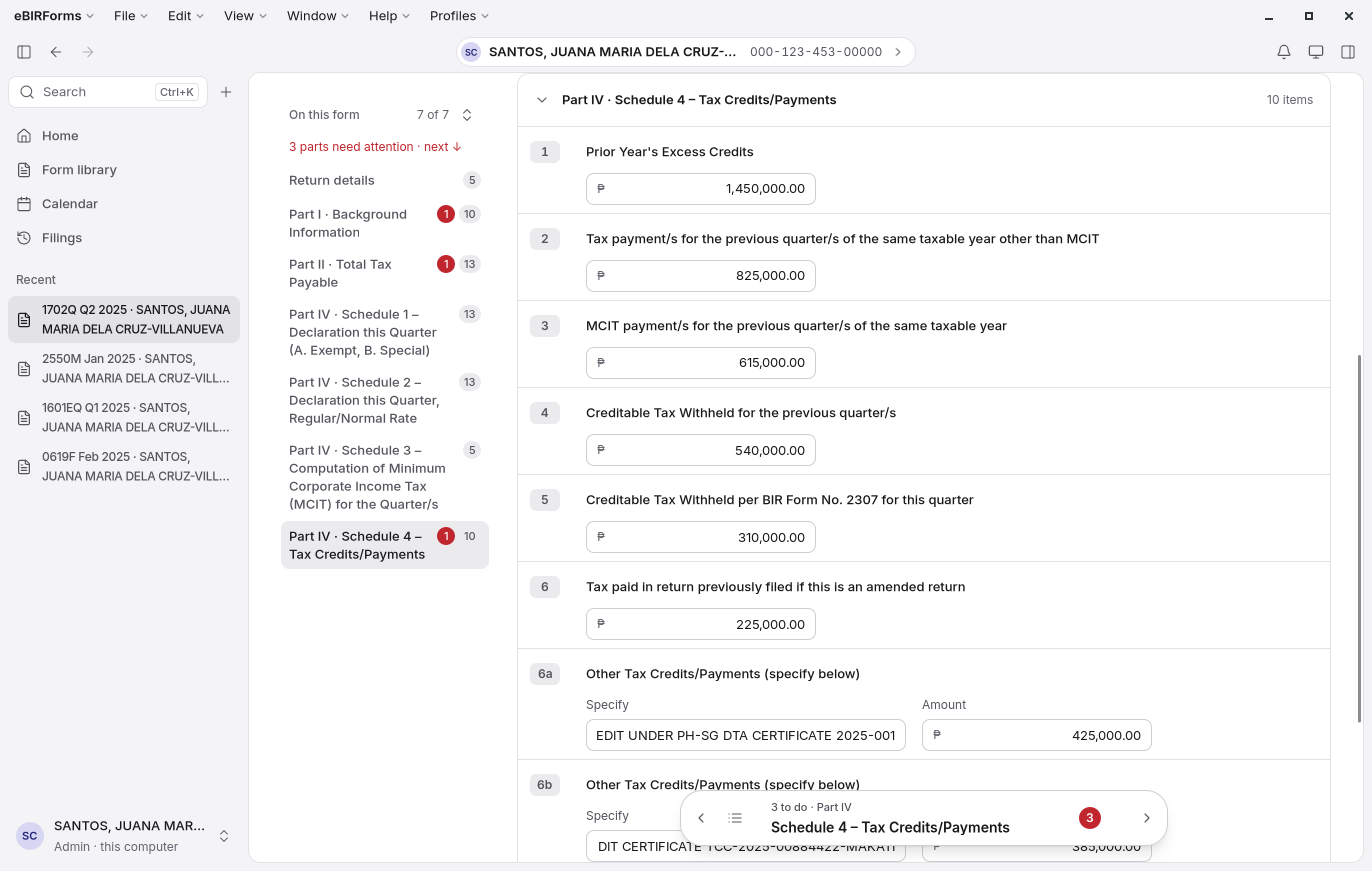 eBIRForms File Edit View Window Help Profiles
SC SANTOS, JUANA MARIA DELA CRUZ-... 000-123-453-00000
Search Ctrl+K
Home
Form library
Calendar
Filings
Recent
1702Q Q2 2025 · SANTOS, JUANA
MARIA DELA CRUZ-VILLANUEVA
2550M Jan 2025 · SANTOS,
JUANA MARIA DELA CRUZ-VILL...
1601EQ Q1 2025 · SANTOS,
JUANA MARIA DELA CRUZ-VILL...
0619F Feb 2025 · SANTOS,
JUANA MARIA DELA CRUZ-VILL...
SC SANTOS, JUANA MAR...
Admin · this computer
On this form 7 of 7
3 parts need attention · next ↓
Return details 5
Part I · Background 1 10
Information
Part II · Total Tax 1 13
Payable
Part IV · Schedule 1 – 13
Declaration this Quarter
(A. Exempt, B. Special)
Part IV · Schedule 2 – 13
Declaration this Quarter,
Regular/Normal Rate
Part IV · Schedule 3 – 5
Computation of Minimum
Corporate Income Tax
(MCIT) for the Quarter/s
Part IV · Schedule 4 – 1 10
Tax Credits/Payments
Part IV · Schedule 4 – Tax Credits/Payments 10 items
1 Prior Year's Excess Credits
₱ 1,450,000.00
2 Tax payment/s for the previous quarter/s of the same taxable year other than MCIT
₱ 825,000.00
3 MCIT payment/s for the previous quarter/s of the same taxable year
₱ 615,000.00
4 Creditable Tax Withheld for the previous quarter/s
₱ 540,000.00
5 Creditable Tax Withheld per BIR Form No. 2307 for this quarter
₱ 310,000.00
6 Tax paid in return previously filed if this is an amended return
₱ 225,000.00
6a Other Tax Credits/Payments (specify below)
Specify Amount
EDIT UNDER PH-SG DTA CERTIFICATE 2025-001 ₱ 425,000.00
6b Other Tax Credits/Payments (specify below)
Specify
DIT CERTIFICATE TCC-2025-00884422-MAKATI ₱ 385,000.00
3 to do · Part IV
Schedule 4 – Tax Credits/Payments 3